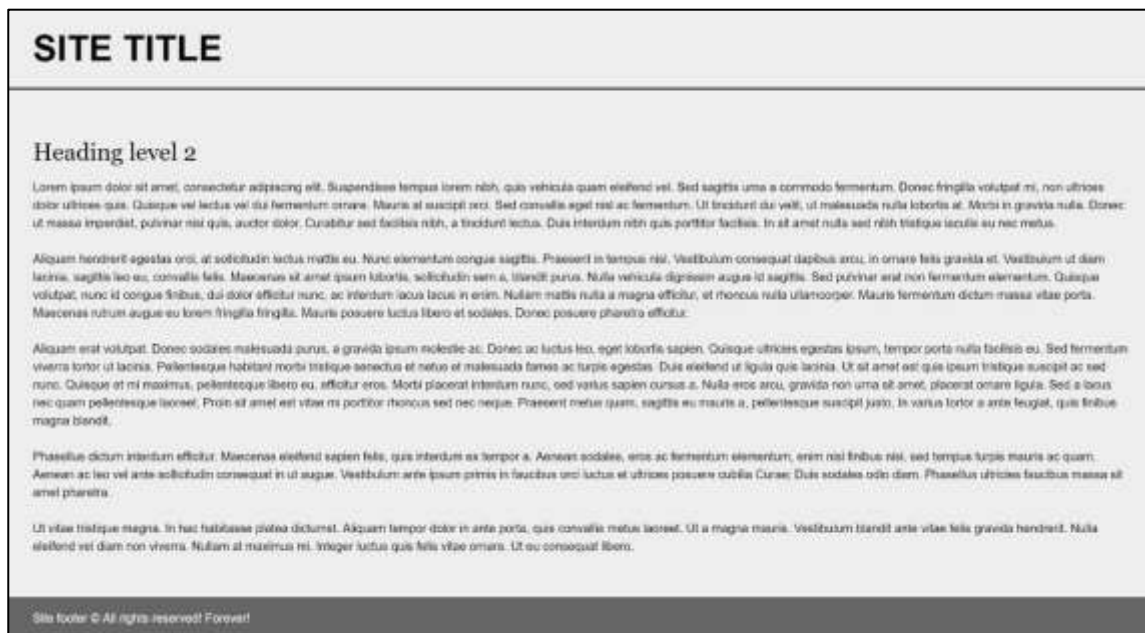 SITE TITLE
Heading level 2
Lorem ipsum dolor sit amet, consectetur adipiscing elit. Suspendisse tempus lorem nibh, quis vehicula quam eleifend vel. Sed sagittis urna a commodo fermentum. Donec fringilla volutpat mi, non ultrices
dolor ultrices quis. Quisque vel lectus vel dui fermentum ornare. Mauris at suscipit orci. Sed convallis eget nisl ac fermentum. Ut tincidunt dui velit, ut malesuada nulla lobortis at. Morbi in gravida nulla. Donec
ut massa imperdiet, pulvinar nisi quis, auctor dolor. Curabitur sed facilisis nibh, a tincidunt lectus. Duis interdum nibh quis porttitor facilisis. In sit amet nulla sed nibh tristique iaculis eu nec metus.
Aliquam hendrerit egestas orci, at sollicitudin lectus mattis eu. Nunc elementum congue sagittis. Praesent in tempus nisl. Vestibulum consequat dapibus arcu, in ornare felis gravida et. Vestibulum ut diam
lacinia, sagittis leo eu, convallis felis. Maecenas sit amet ipsum lobortis, sollicitudin sem a, blandit purus. Nulla vehicula dignissim augue id sagittis. Sed pulvinar erat non fermentum elementum. Quisque
volutpat, nunc id congue finibus, dui dolor efficitur nunc, ac interdum lacus lacus in enim. Nullam mattis nulla a magna efficitur, et rhoncus nulla ullamcorper. Mauris fermentum dictum massa vitae porta.
Maecenas rutrum augue eu lorem fringilla fringilla. Mauris posuere luctus libero et sodales. Donec posuere pharetra efficitur.
Aliquam erat volutpat. Donec sodales malesuada purus, a gravida ipsum molestie ac. Donec ac luctus leo, eget lobortis sapien. Quisque ultricies egestas ipsum, tempor porta nulla facilisis eu. Sed fermentum
viverra tortor ut lacinia. Pellentesque habitant morbi tristique senectus et netus et malesuada fames ac turpis egestas. Duis eleifend ut ligula quis lacinia. Ut sit amet est quis ipsum tristique suscipit ac sed
nunc. Quisque et mi maximus, pellentesque libero eu, efficitur eros. Morbi placerat interdum nunc, sed varius sapien cursus a. Nulla eros arcu, gravida non urna sit amet, placerat ornare ligula. Sed a lacus
nec quam pellentesque laoreet. Proin sit amet est vitae mi porttitor rhoncus sed nec neque. Praesent metus quam, sagittis eu mauris a, pellentesque suscipit justo. In varius tortor a ante feugiat, quis finibus
magna blandit.
Phasellus dictum interdum efficitur. Maecenas eleifend sapien felis, quis interdum ex tempor a. Aenean sodales, eros ac fermentum elementum, enim nisl finibus nisi, sed tempus turpis mauris ac quam.
Aenean ac leo vel ante sollicitudin consequat in ut augue. Vestibulum ante ipsum primis in faucibus orci luctus et ultrices posuere cubilia Curae; Duis sodales odio diam. Phasellus ultricies faucibus massa sit
amet pharetra.
Ut vitae tristique magna. In hac habitasse platea dictumst. Aliquam tempor dolor in ante porta, quis convallis metus laoreet. Ut a magna mauris. Vestibulum blandit ante vitae felis gravida hendrerit. Nulla
eleifend vel diam non viverra. Nullam at maximus mi. Integer luctus quis felis vitae ornare. Ut eu consequat libero.
Site footer © All rights reserved! Forever!